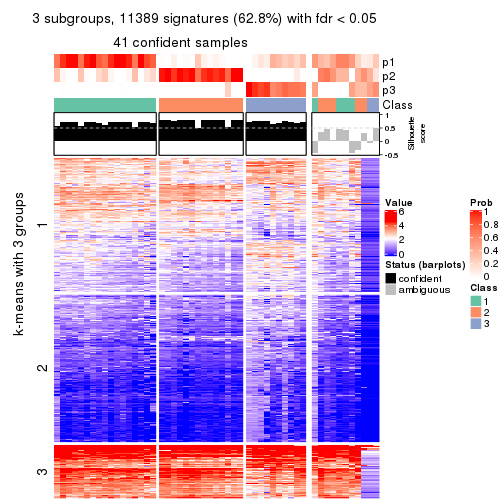 3 subgroups, 11389 signatures (62.8%) with fdr < 0.05
41 confident samples
p1
p2
p3
Class
1
0.5
0
-0.5
Silhouette
score
k-means with 3 groups
1
2
3
Value
6
4
2
0
Status (barplots)
confident
ambiguous
Prob
1
0.8
0.6
0.4
0.2
0
Class
1
2
3